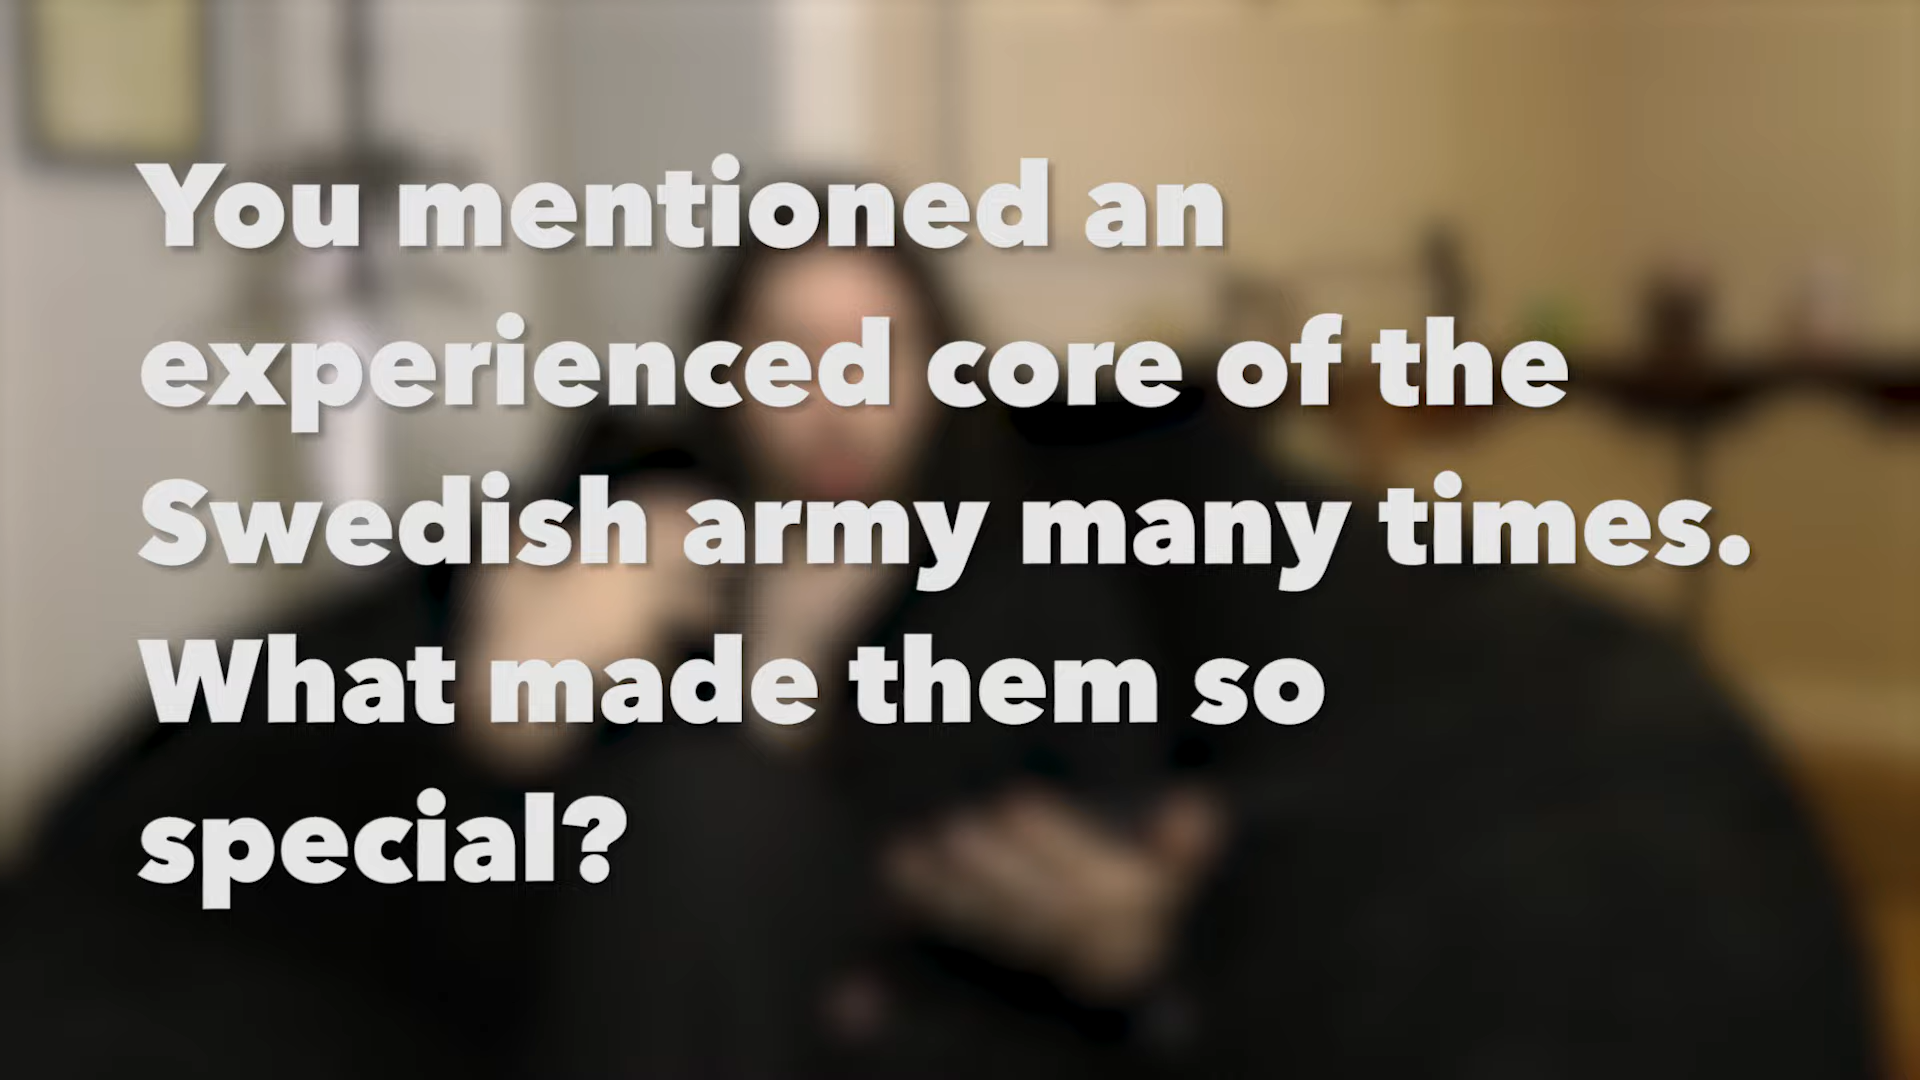 You mentioned an
experienced core of the
Swedish army many times.
What made them so
special?